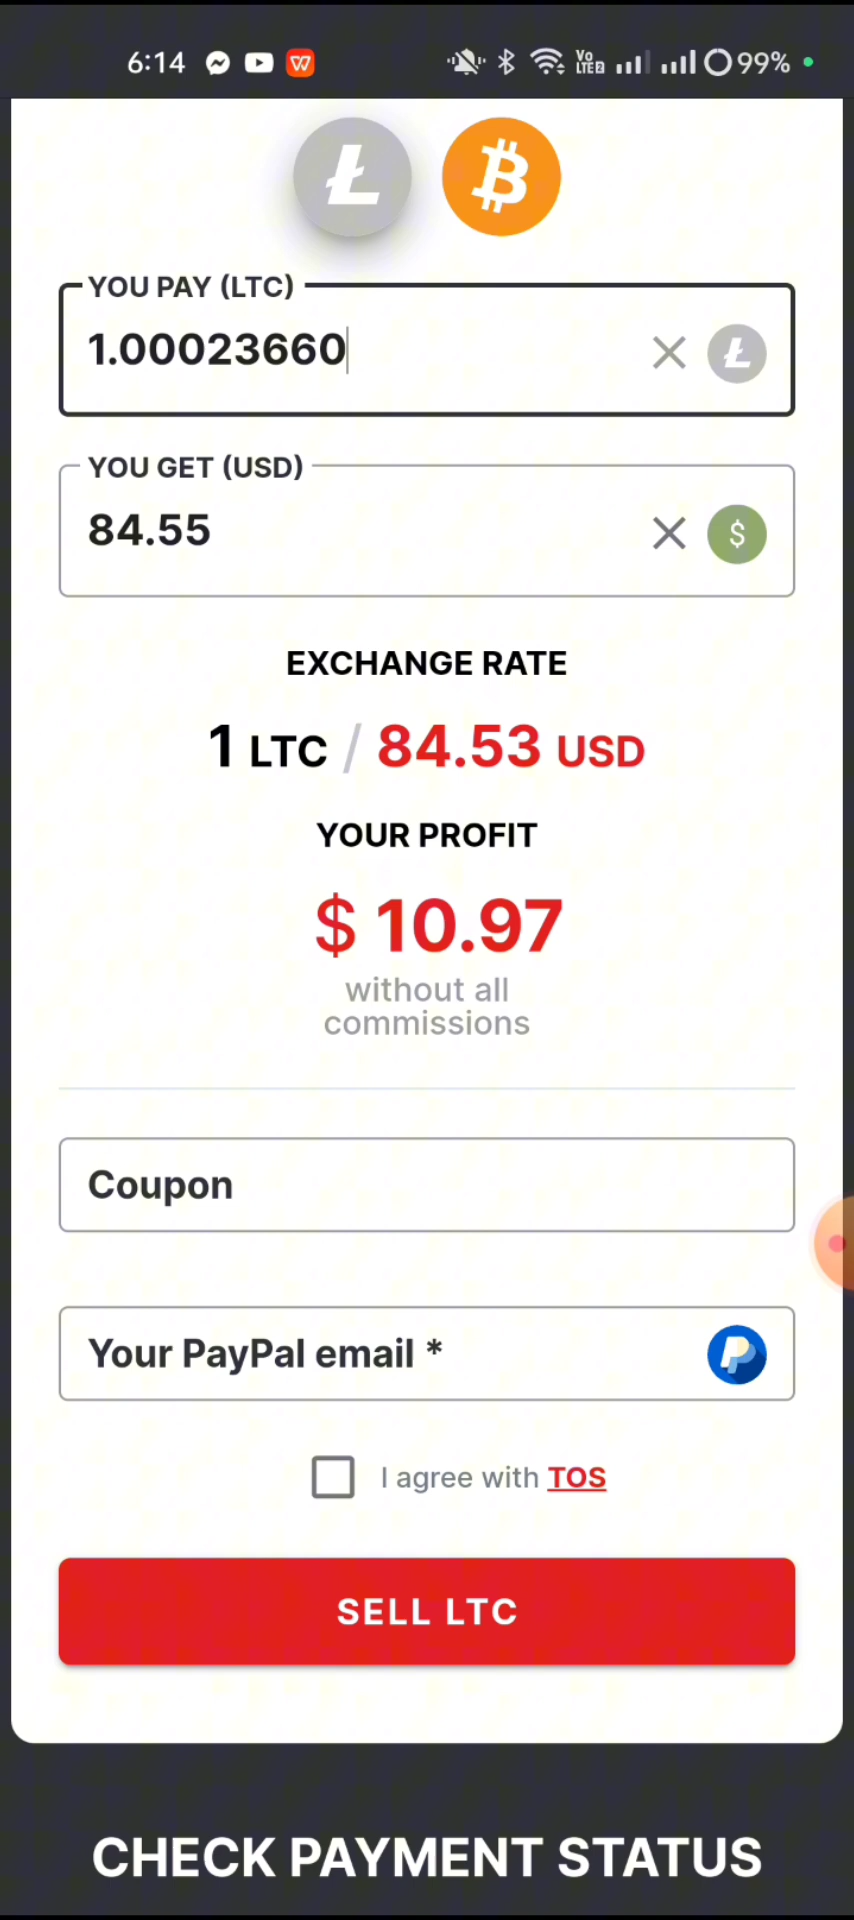 6:14
Vo
LTE2
99%
YOU PAY (LTC)
1.00023660
YOU GET (USD)
84.55
$
EXCHANGE RATE
1 LTC / 84.53 USD
YOUR PROFIT
$ 10.97
without all
commissions
Coupon
Your PayPal email *
I agree with TOS
SELL LTC
CHECK PAYMENT STATUS